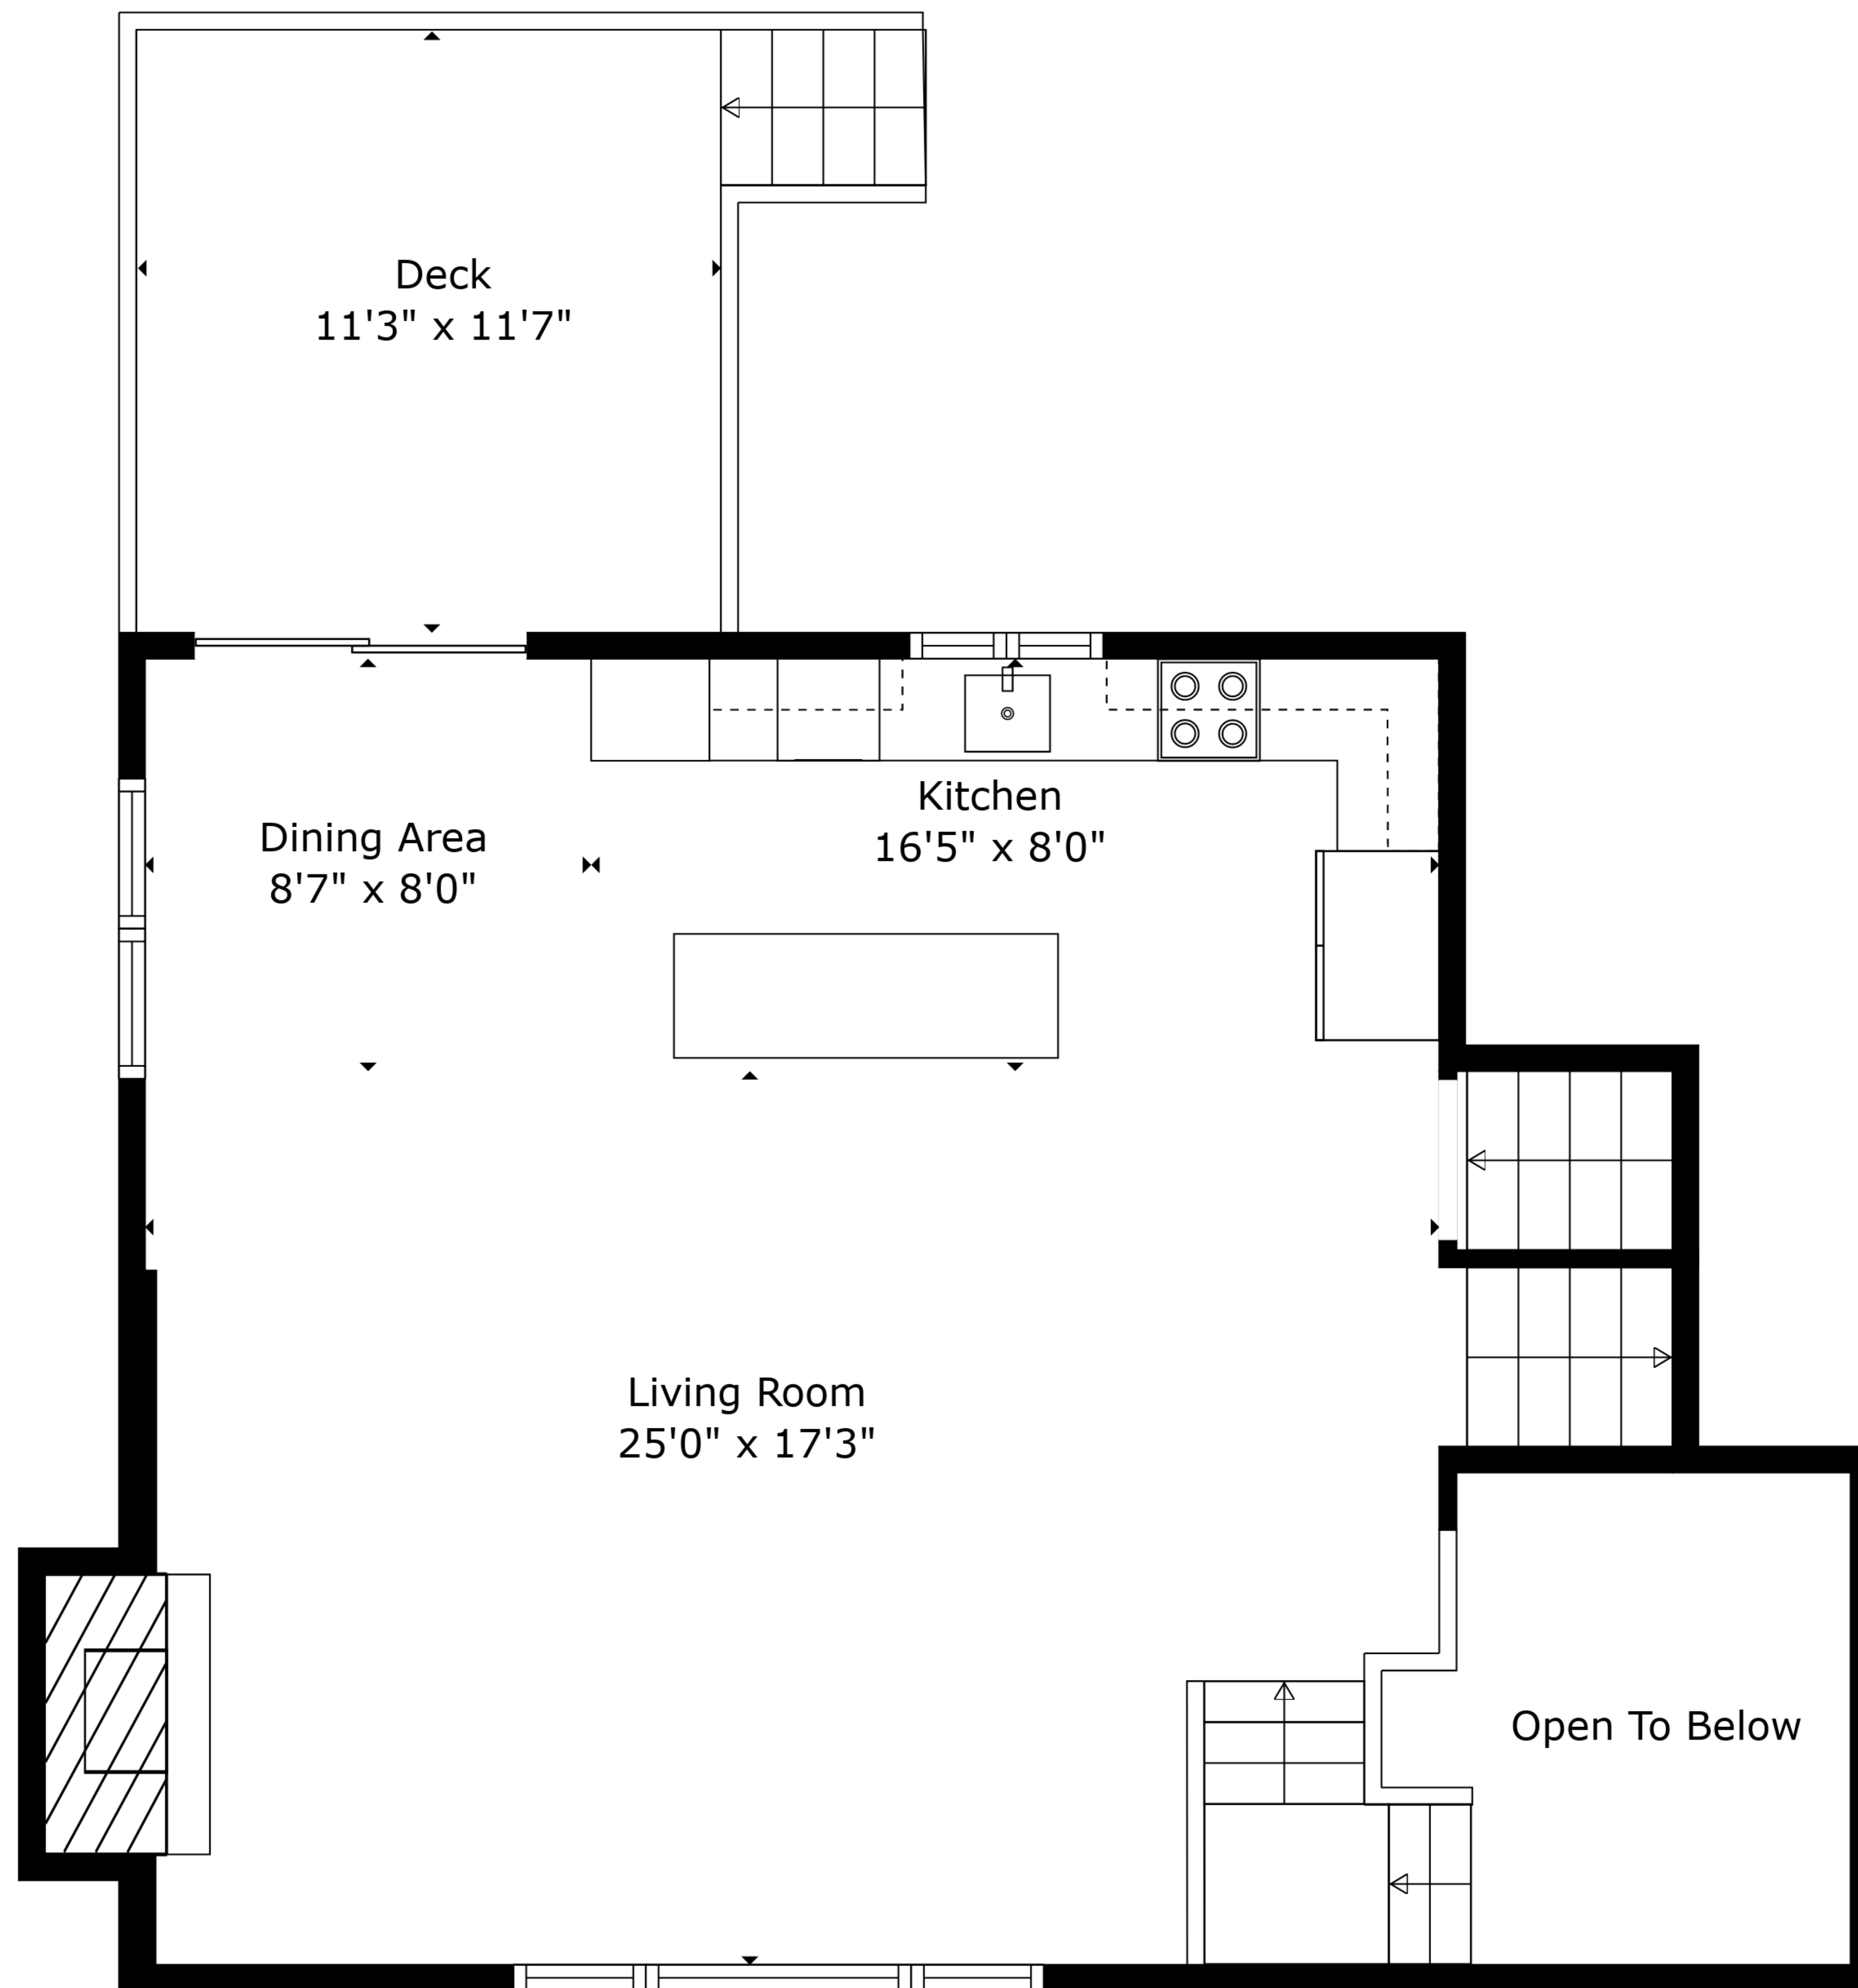 Deck
11'3" x 11'7"
Kitchen
16'5" x 8'0"
Dining Area
8'7" x 8'0"
Living Room
25'0" x 17'3"
Open To Below